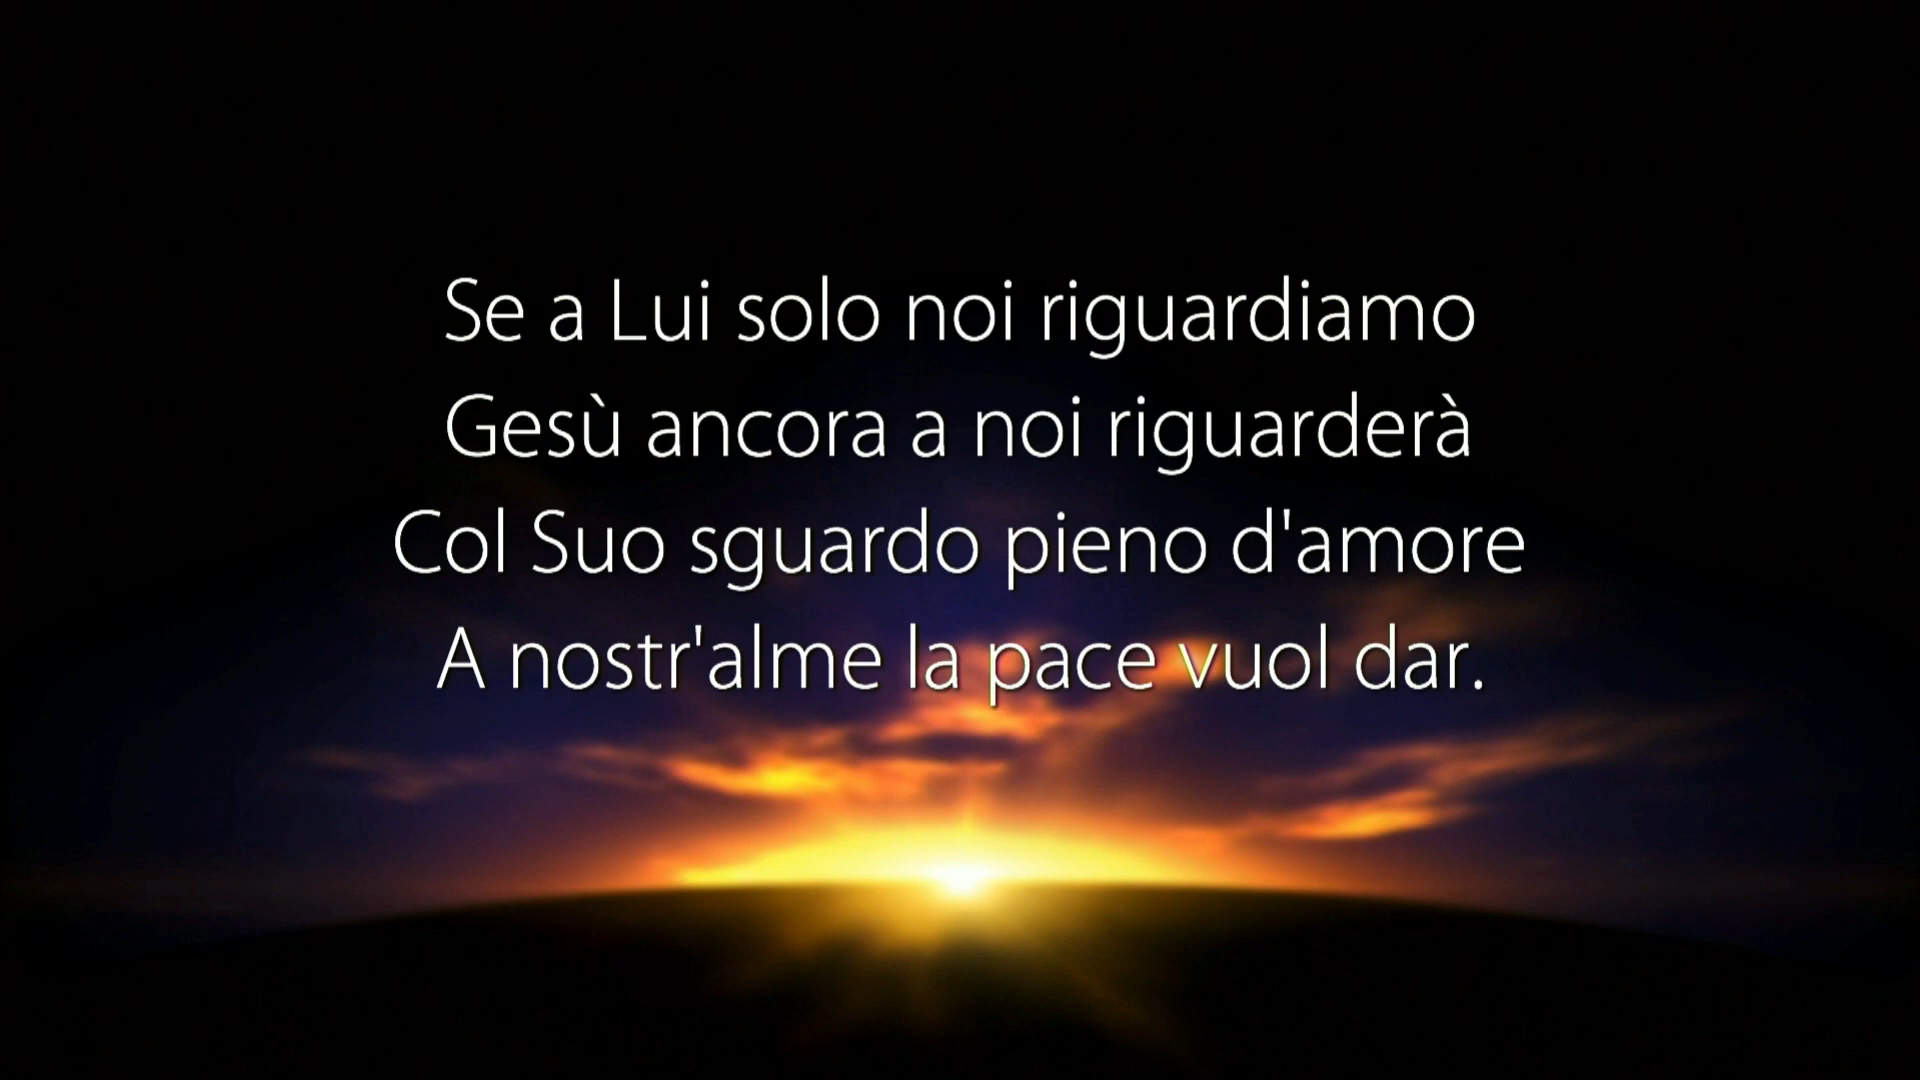 Se a Lui solo noi riguardiamo
Gesù ancora a noi riguarderà
Col Suo sguardo pieno d'amore
A nostr'alme la pace vuol dar.